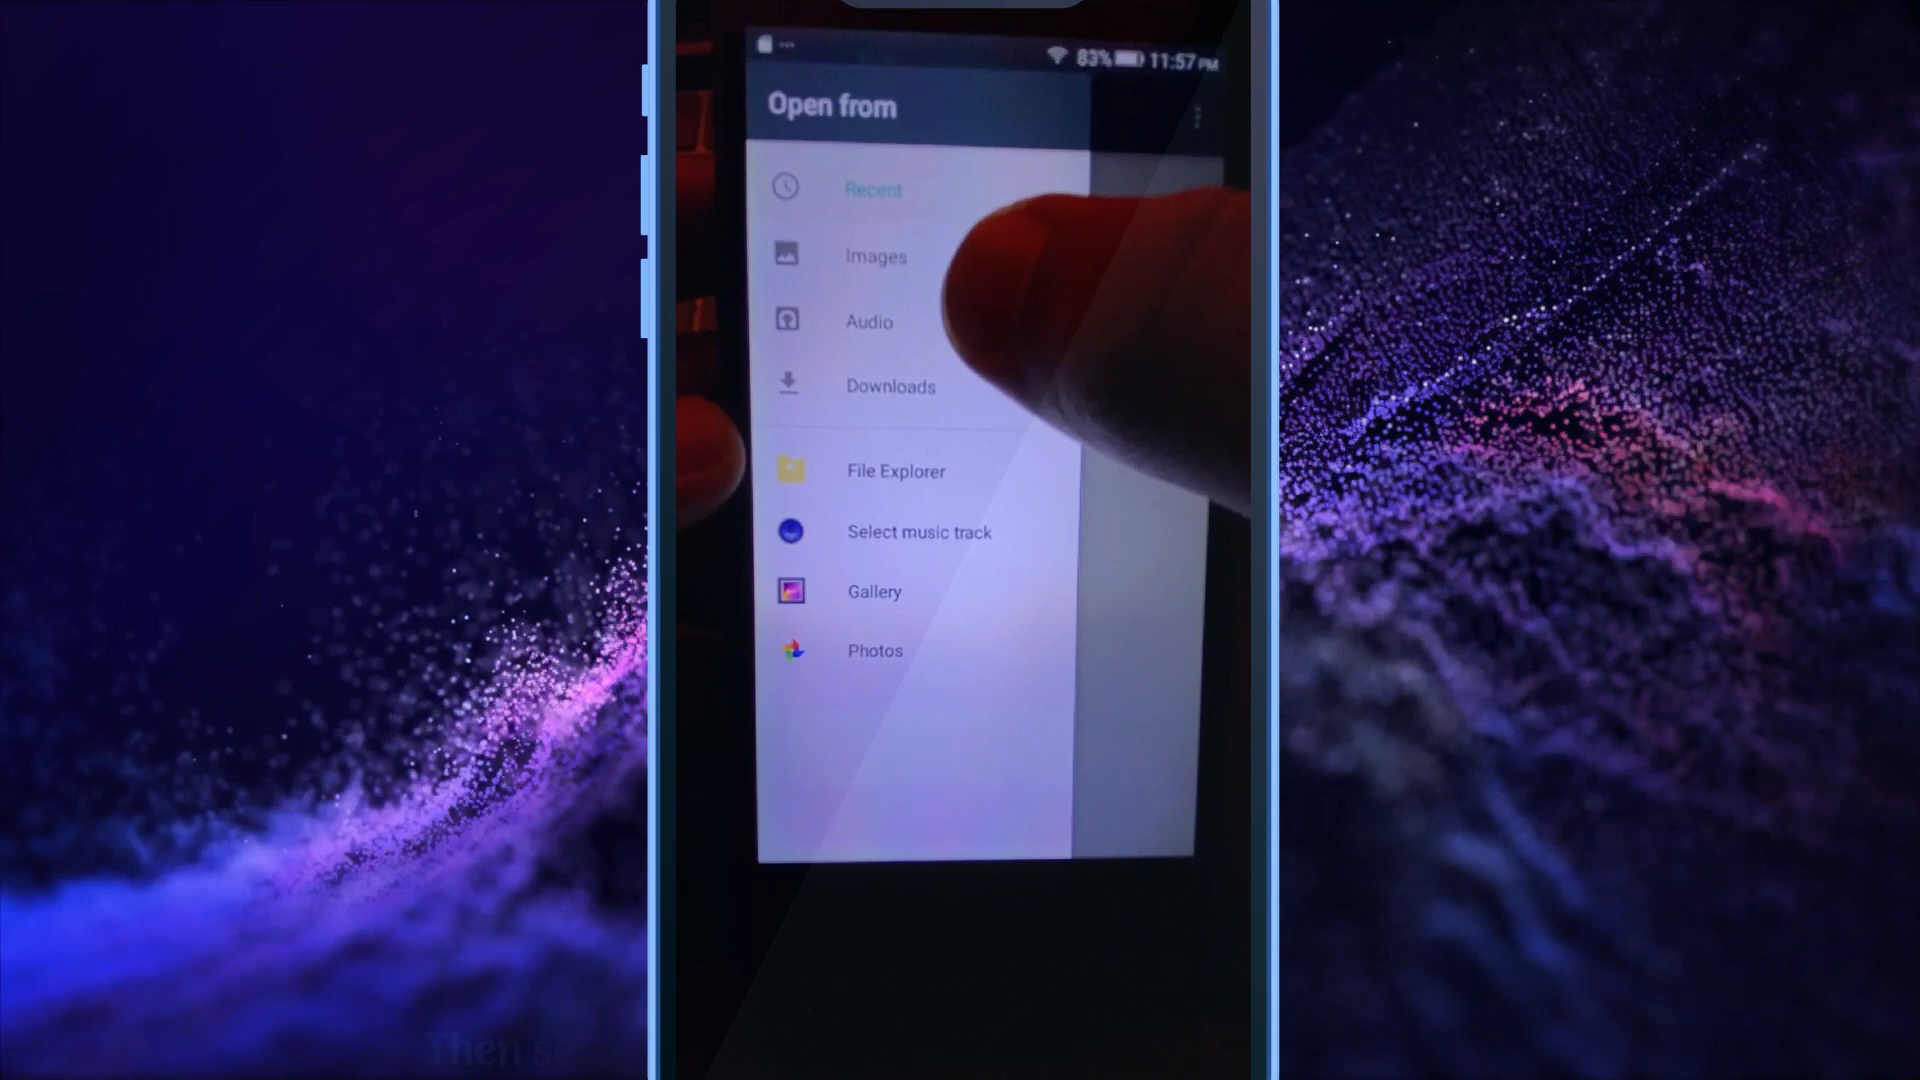 83% 11:57 PM
Open from
Recent
Images
Audio
Downloads
File Explorer
Select music track
Gallery
Photos
Then s